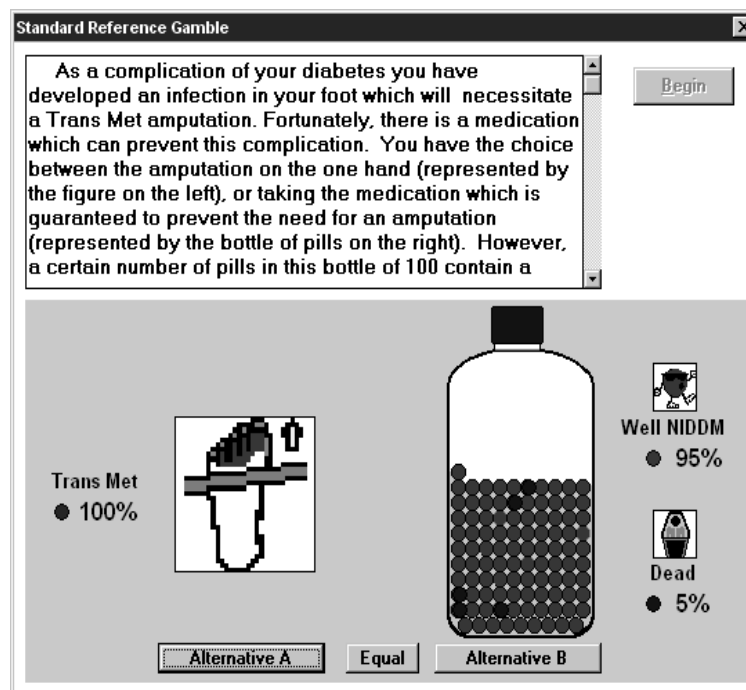 Standard Reference Gamble
As a complication of your diabetes you have
developed an infection in your foot which will necessitate
a Trans Met amputation. Fortunately, there is a medication
which can prevent this complication. You have the choice
between the amputation on the one hand (represented by
the figure on the left), or taking the medication which is
guaranteed to prevent the need for an amputation
(represented by the bottle of pills on the right). However,
a certain number of pills in this bottle of 100 contain a
Begin
Trans Met
100%
Well NIDDM
95%
Dead
5%
Alternative A
Equal
Alternative B